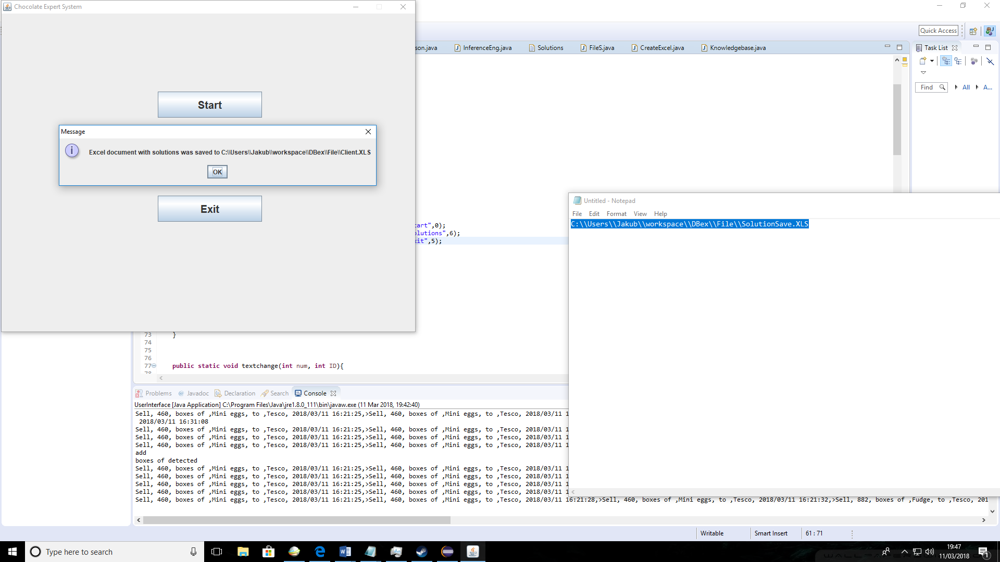 Chocolate Expert System
Quick Access
son.java
InferenceEng.java
Solutions
FileS.java
CreateExcel.java
Knowledgebase.java
Task List
Find
All
A...
Start
Message
Excel document with solutions was saved to C:\\Users\\Jakub\\workspace\\DBex\\File\\Client.XLS
OK
Exit
Untitled - Notepad
File Edit Format View Help
C:\\Users\\Jakub\\workspace\\DBex\\File\\SolutionSave.XLS
tart",0);
olutions",6);
xit",5);
73 }
74
75
76
77 public static void textchange(int num, int ID){
78
Problems @ Javadoc Declaration Search Console
UserInterface [Java Application] C:\Program Files\Java\jre1.8.0_111\bin\javaw.exe (11 Mar 2018, 19:42:40)
Sell, 460, boxes of ,Mini eggs, to ,Tesco, 2018/03/11 16:21:25,>Sell, 460, boxes of ,Mini eggs, to ,Tesco, 2018/03/11 1
2018/03/11 16:31:08
Sell, 460, boxes of ,Mini eggs, to ,Tesco, 2018/03/11 16:21:25,>Sell, 460, boxes of ,Mini eggs, to ,Tesco, 2018/03/11 1
Sell, 460, boxes of ,Mini eggs, to ,Tesco, 2018/03/11 16:21:25,>Sell, 460, boxes of ,Mini eggs, to ,Tesco, 2018/03/11 1
Sell, 460, boxes of ,Mini eggs, to ,Tesco, 2018/03/11 16:21:25,>Sell, 460, boxes of ,Mini eggs, to ,Tesco, 2018/03/11 1
add
boxes of detected
Sell, 460, boxes of ,Mini eggs, to ,Tesco, 2018/03/11 16:21:25,>Sell, 460, boxes of ,Mini eggs, to ,Tesco, 2018/03/11 1
Sell, 460, boxes of ,Mini eggs, to ,Tesco, 2018/03/11 16:21:25,>Sell, 460, boxes of ,Mini eggs, to ,Tesco, 2018/03/11 1
Sell, 460, boxes of ,Mini eggs, to ,Tesco, 2018/03/11 16:21:25,>Sell, 460, boxes of ,Mini eggs, to ,Tesco, 2018/03/11 1
Sell, 460, boxes of ,Mini eggs, to ,Tesco, 2018/03/11 16:21:25,>Sell, 460, boxes of ,Mini eggs, to ,Tesco, 2018/03/11 1
Sell, 460, boxes of ,Mini eggs, to ,Tesco, 2018/03/11 16:21:25,>Sell, 460, boxes of ,Mini eggs, to ,Tesco, 2018/03/11 16:21:28,>Sell, 460, boxes of ,Mini eggs, to ,Tesco, 2018/03/11 16:21:32,>Sell, 882, boxes of ,Fudge, to ,Tesco, 201
Writable
Smart Insert
61 : 71
Type here to search
19:47
11/03/2018
1